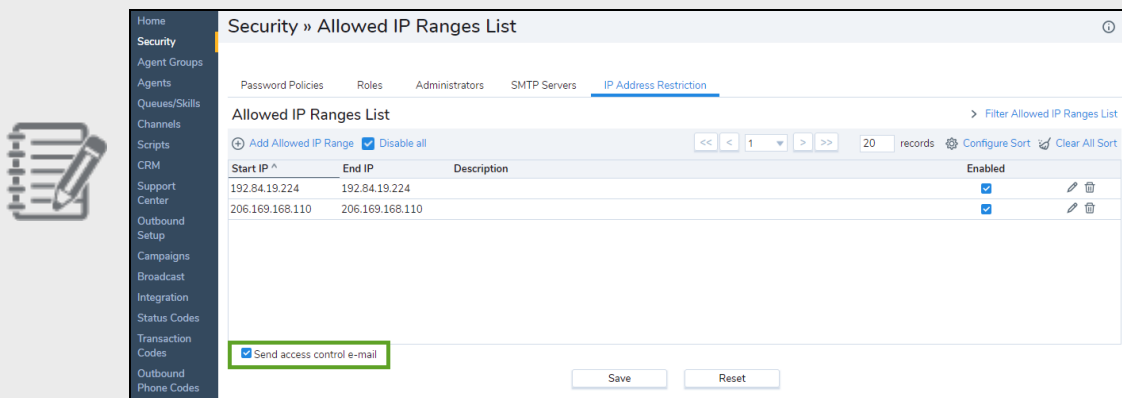 Home
Security
Agent Groups
Agents
Queues/Skills
Channels
Scripts
CRM
Support
Center
Outbound
Setup
Campaigns
Broadcast
Integration
Status Codes
Transaction
Codes
Outbound
Phone Codes
Security » Allowed IP Ranges List
Password Policies Roles Administrators SMTP Servers IP Address Restriction
Allowed IP Ranges List > Filter Allowed IP Ranges List
Add Allowed IP Range Disable all << < 1 > >> 20 records Configure Sort Clear All Sort
Start IP ^ End IP Description Enabled
192.84.19.224 192.84.19.224
206.169.168.110 206.169.168.110
Send access control e-mail
Save Reset